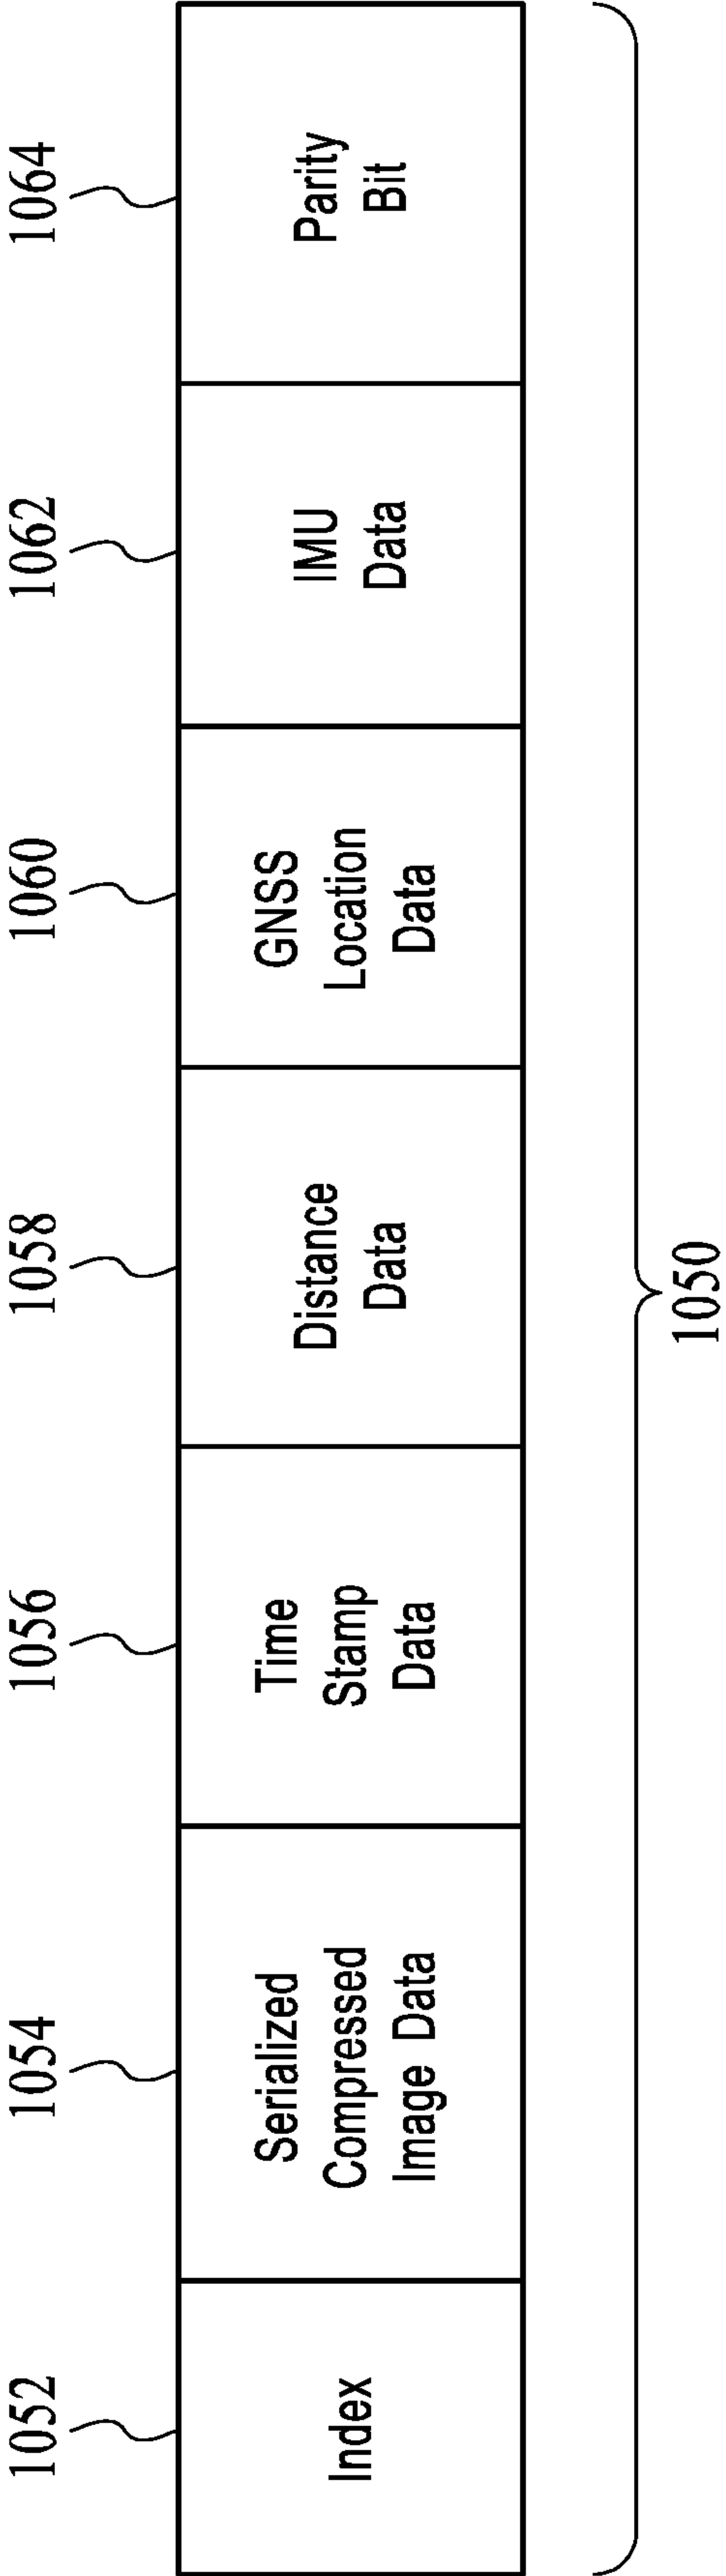 1052
1054
1056
1058
1060
1062
1064
Index
Serialized
Compressed
Image Data
Time
Stamp
Data
Distance
Data
GNSS
Location
Data
IMU
Data
Parity
Bit
1050